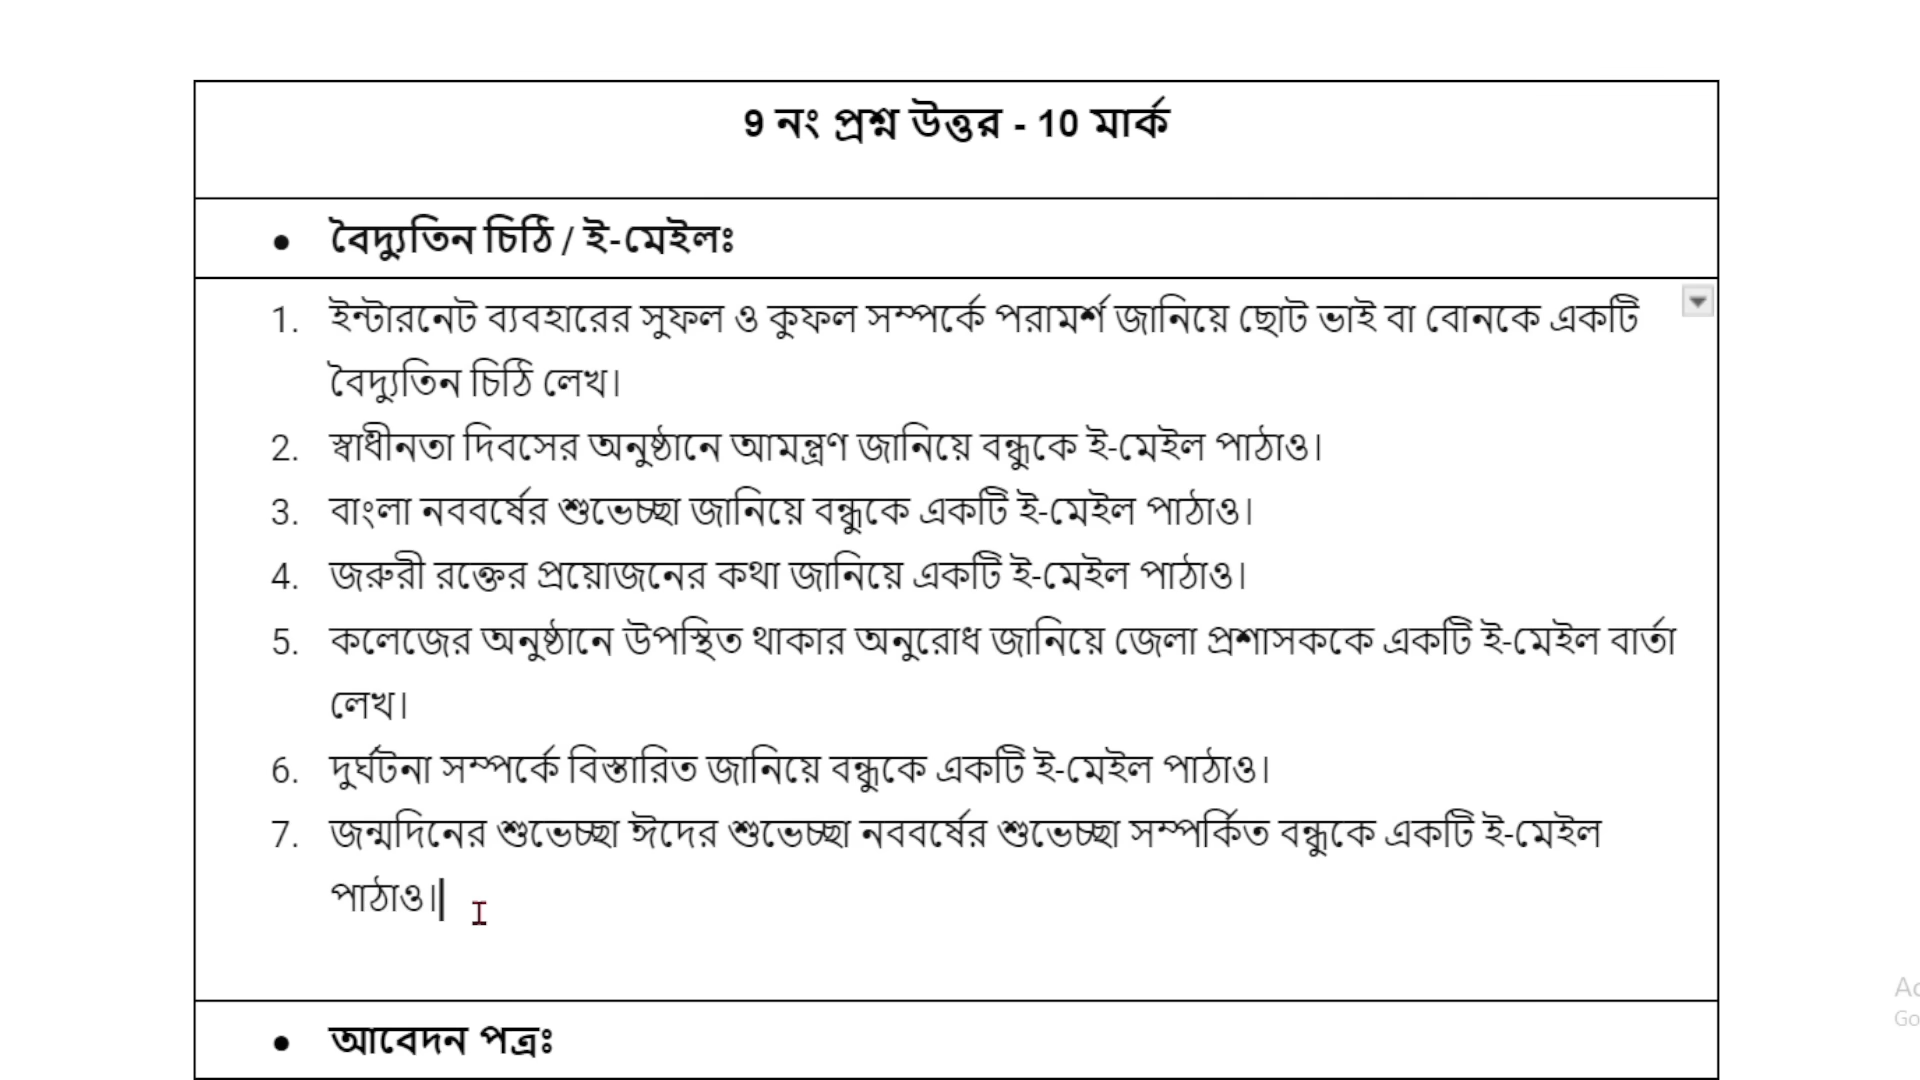 9 নং প্রশ্ন উত্তর - 10 মার্ক
● বৈদ্যুতিন চিঠি / ই-মেইলঃ
1. ইন্টারনেট ব্যবহারের সুফল ও কুফল সম্পর্কে পরামর্শ জানিয়ে ছোট ভাই বা বোনকে একটি
বৈদ্যুতিন চিঠি লেখ।
2. স্বাধীনতা দিবসের অনুষ্ঠানে আমন্ত্রণ জানিয়ে বন্ধুকে ই-মেইল পাঠাও।
3. বাংলা নববর্ষের শুভেচ্ছা জানিয়ে বন্ধুকে একটি ই-মেইল পাঠাও।
4. জরুরী রক্তের প্রয়োজনের কথা জানিয়ে একটি ই-মেইল পাঠাও।
5. কলেজের অনুষ্ঠানে উপস্থিত থাকার অনুরোধ জানিয়ে জেলা প্রশাসককে একটি ই-মেইল বার্তা
লেখ।
6. দুর্ঘটনা সম্পর্কে বিস্তারিত জানিয়ে বন্ধুকে একটি ই-মেইল পাঠাও।
7. জন্মদিনের শুভেচ্ছা ঈদের শুভেচ্ছা নববর্ষের শুভেচ্ছা সম্পর্কিত বন্ধুকে একটি ই-মেইল
পাঠাও।
● আবেদন পত্রঃ